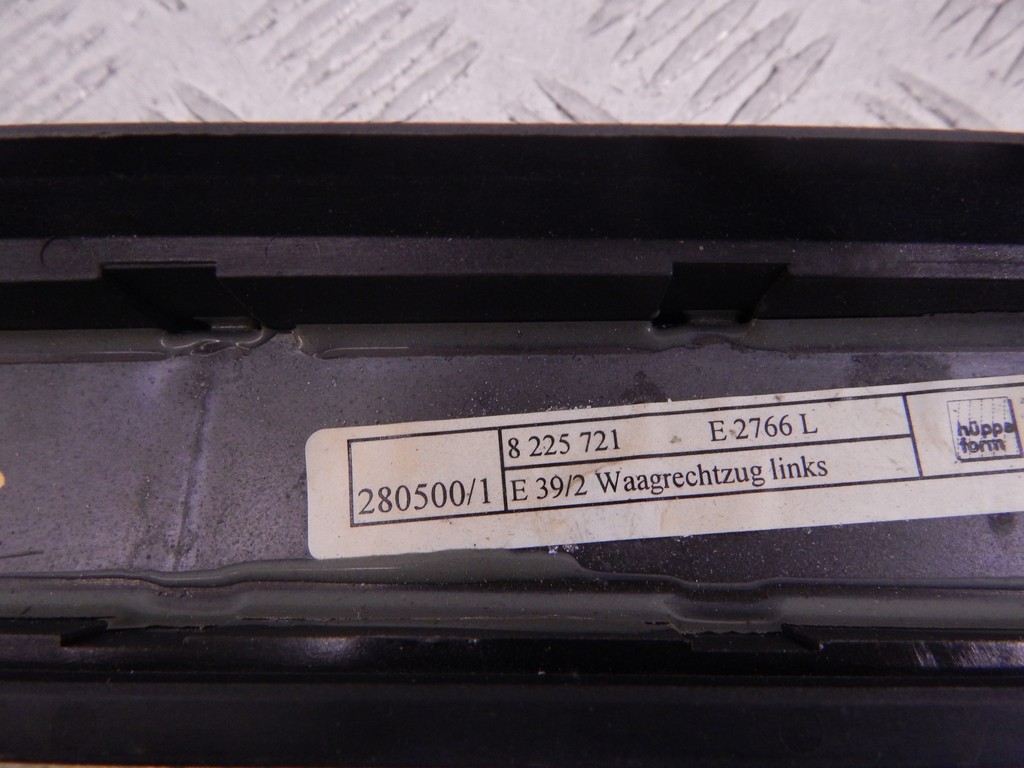 280500/1
8 225 721 E 2766 L
E 39/2 Waagrechtzug links
hüppe
form